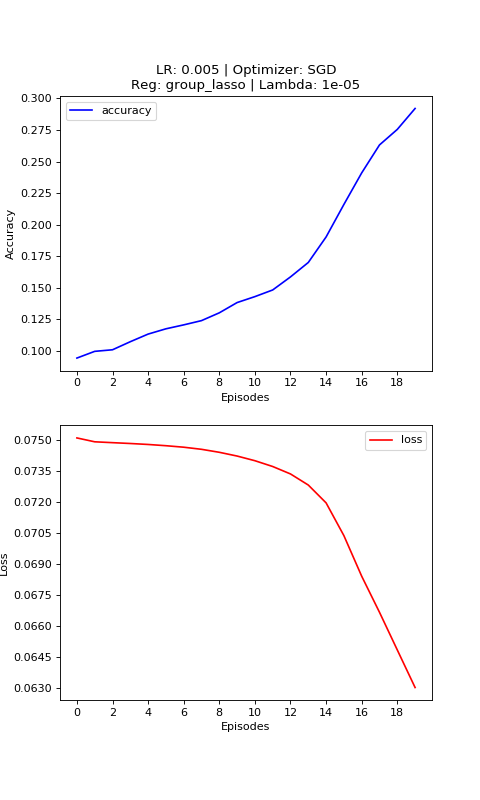 LR: 0.005 | Optimizer: SGD
Reg: group_lasso | Lambda: 1e-05
accuracy
0.300
0.275
0.250
0.225
0.200
0.175
0.150
0.125
0.100
Accuracy
0 2 4 6 8 10 12 14 16 18
Episodes
loss
0.0750
0.0735
0.0720
0.0705
0.0690
0.0675
0.0660
0.0645
0.0630
Loss
0 2 4 6 8 10 12 14 16 18
Episodes